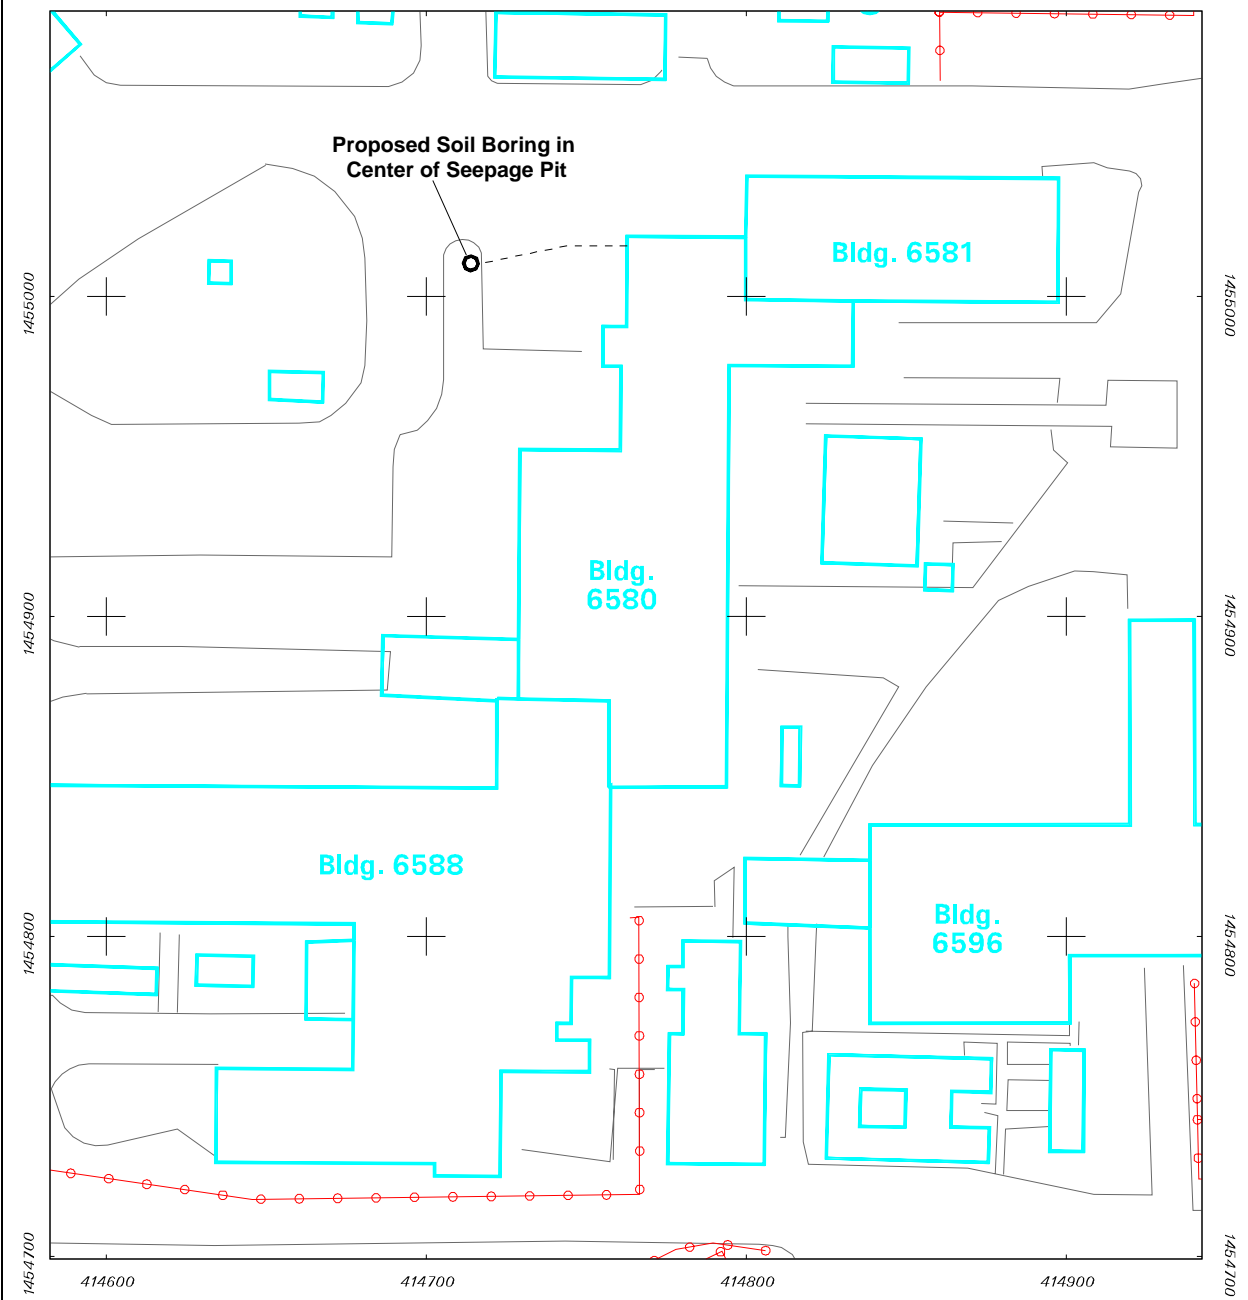 Proposed Soil Boring in
Center of Seepage Pit
Bldg. 6581
1455000
1455000
Bldg.
6580
1454900
1454900
Bldg. 6588
Bldg.
6596
1454800
1454800
1454700
1454700
414600
414700
414800
414900